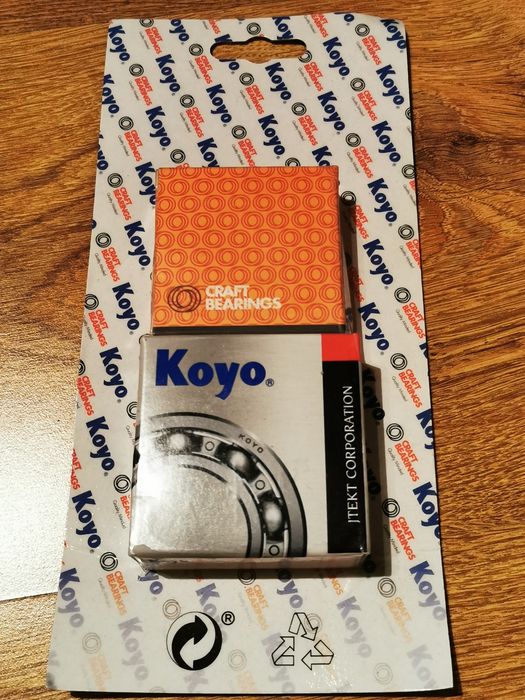 CRAFT
BEARINGS
Koyo®
KOYO
JTEKT CORPORATION
®